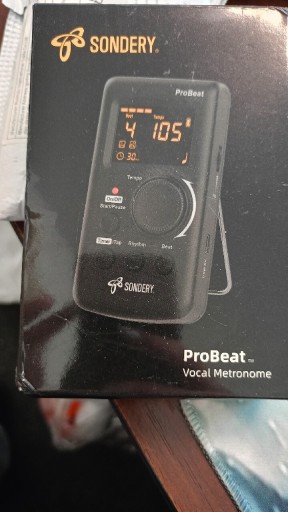 SONDERY®
ProBeat
Beat Tempo
4 105
30
Tempo
On/Off
Start/Pause
Timer/Tap Rhythm Beat
SONDERY
ProBeat™
Vocal Metronome